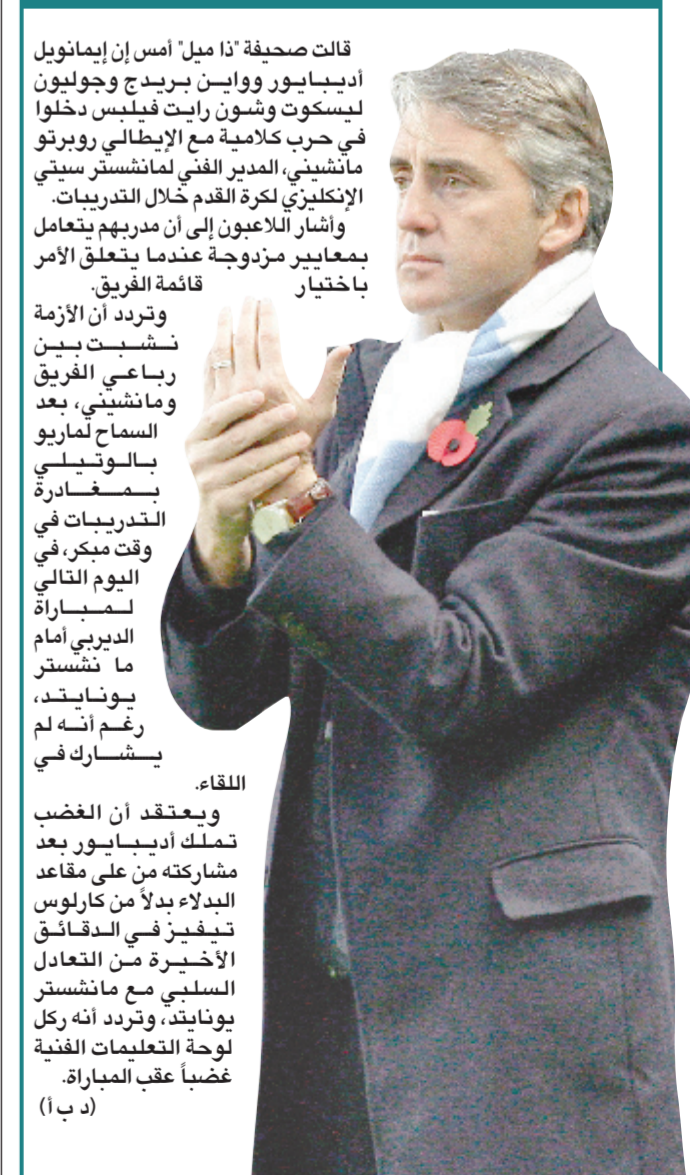 قالت صحيفة "ذا ميل" أمس إن إيمانويل
أديبايور وواين بريدج وجوليون
ليسكوت وشون رايت فيلبس دخلوا
في حرب كلامية مع الإيطالي روبرتو
مانشيني، المدير الفني لمانشستر سيتي
الإنكليزي لكرة القدم خلال التدريبات.
وأشار اللاعبون إلى أن مدربهم يتعامل
بمعايير مزدوجة عندما يتعلق الأمر
باختيار قائمة الفريق.
وتردد أن الأزمة
نشبت بين
رباعي الفريق
ومانشيني، بعد
السماح لماريو
بالوتيلي
بمغادرة
التدريبات في
وقت مبكر، في
اليوم التالي
لمباراة
الديربي أمام
ما نشستر
يونايتد،
رغم أنه لم
يشارك في
اللقاء.
ويعتقد أن الغضب
تملك أديبايور بعد
مشاركته من على مقاعد
البدلاء بدلاً من كارلوس
تيفيز في الدقائق
الأخيرة من التعادل
السلبي مع مانشستر
يونايتد، وتردد أنه ركل
لوحة التعليمات الفنية
غضباً عقب المباراة.
(د ب أ)